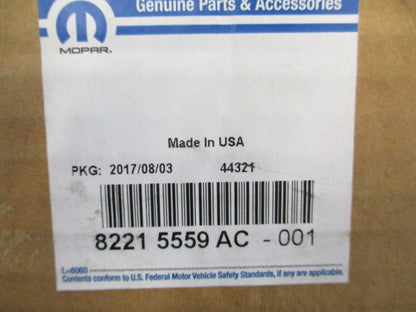 Genuine Parts & Accessories
MOPAR®
Made In USA
PKG: 2017/08/03 44321
8221 5559 AC - 001
L-6060
Contents conform to U.S. Federal Motor Vehicle Safety Standards, if any are applicable.